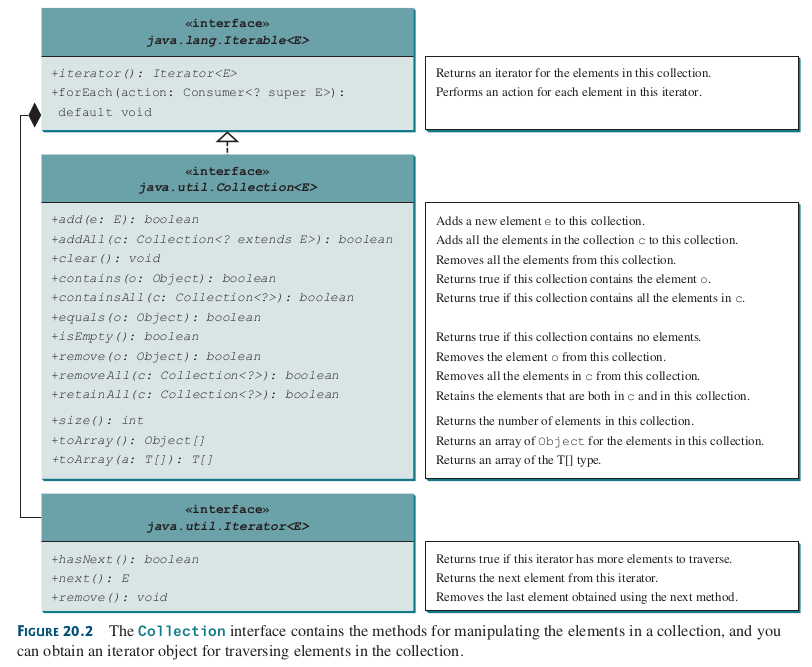 «interface»
java.lang.Iterable<E>
+iterator(): Iterator<E>
+forEach(action: Consumer<? super E>):
default void
Returns an iterator for the elements in this collection.
Performs an action for each element in this iterator.
«interface»
java.util.Collection<E>
+add(e: E): boolean
+addAll(c: Collection<? extends E>): boolean
+clear(): void
+contains(o: Object): boolean
+containsAll(c: Collection<?>): boolean
+equals(o: Object): boolean
+isEmpty(): boolean
+remove(o: Object): boolean
+removeAll(c: Collection<?>): boolean
+retainAll(c: Collection<?>): boolean
+size(): int
+toArray(): Object[]
+toArray(a: T[]): T[]
Adds a new element e to this collection.
Adds all the elements in the collection c to this collection.
Removes all the elements from this collection.
Returns true if this collection contains the element o.
Returns true if this collection contains all the elements in c.
Returns true if this collection contains no elements.
Removes the element o from this collection.
Removes all the elements in c from this collection.
Retains the elements that are both in c and in this collection.
Returns the number of elements in this collection.
Returns an array of Object for the elements in this collection.
Returns an array of the T[] type.
«interface»
java.util.Iterator<E>
+hasNext(): boolean
+next(): E
+remove(): void
Returns true if this iterator has more elements to traverse.
Returns the next element from this iterator.
Removes the last element obtained using the next method.
FIGURE 20.2 The Collection interface contains the methods for manipulating the elements in a collection, and you
can obtain an iterator object for traversing elements in the collection.